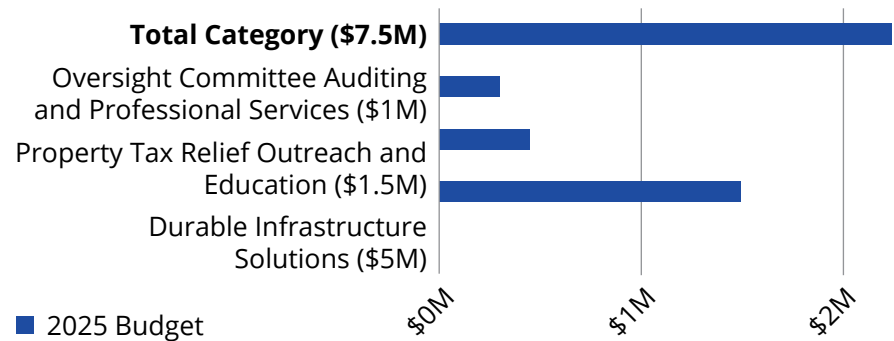 Total Category ($7.5M)
Oversight Committee Auditing
and Professional Services ($1M)
Property Tax Relief Outreach and
Education ($1.5M)
Durable Infrastructure
Solutions ($5M)
$0M
$1M
$2M
2025 Budget